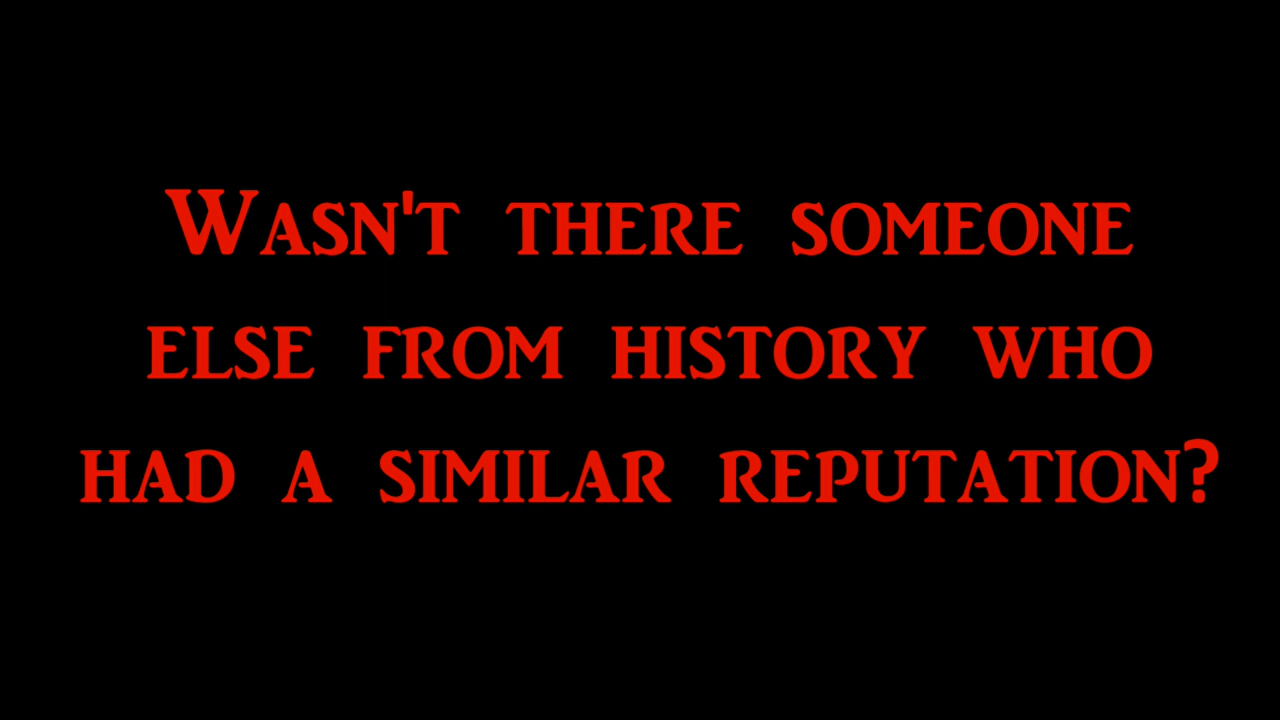 Wasn't there someone
else from history who
had a similar reputation?